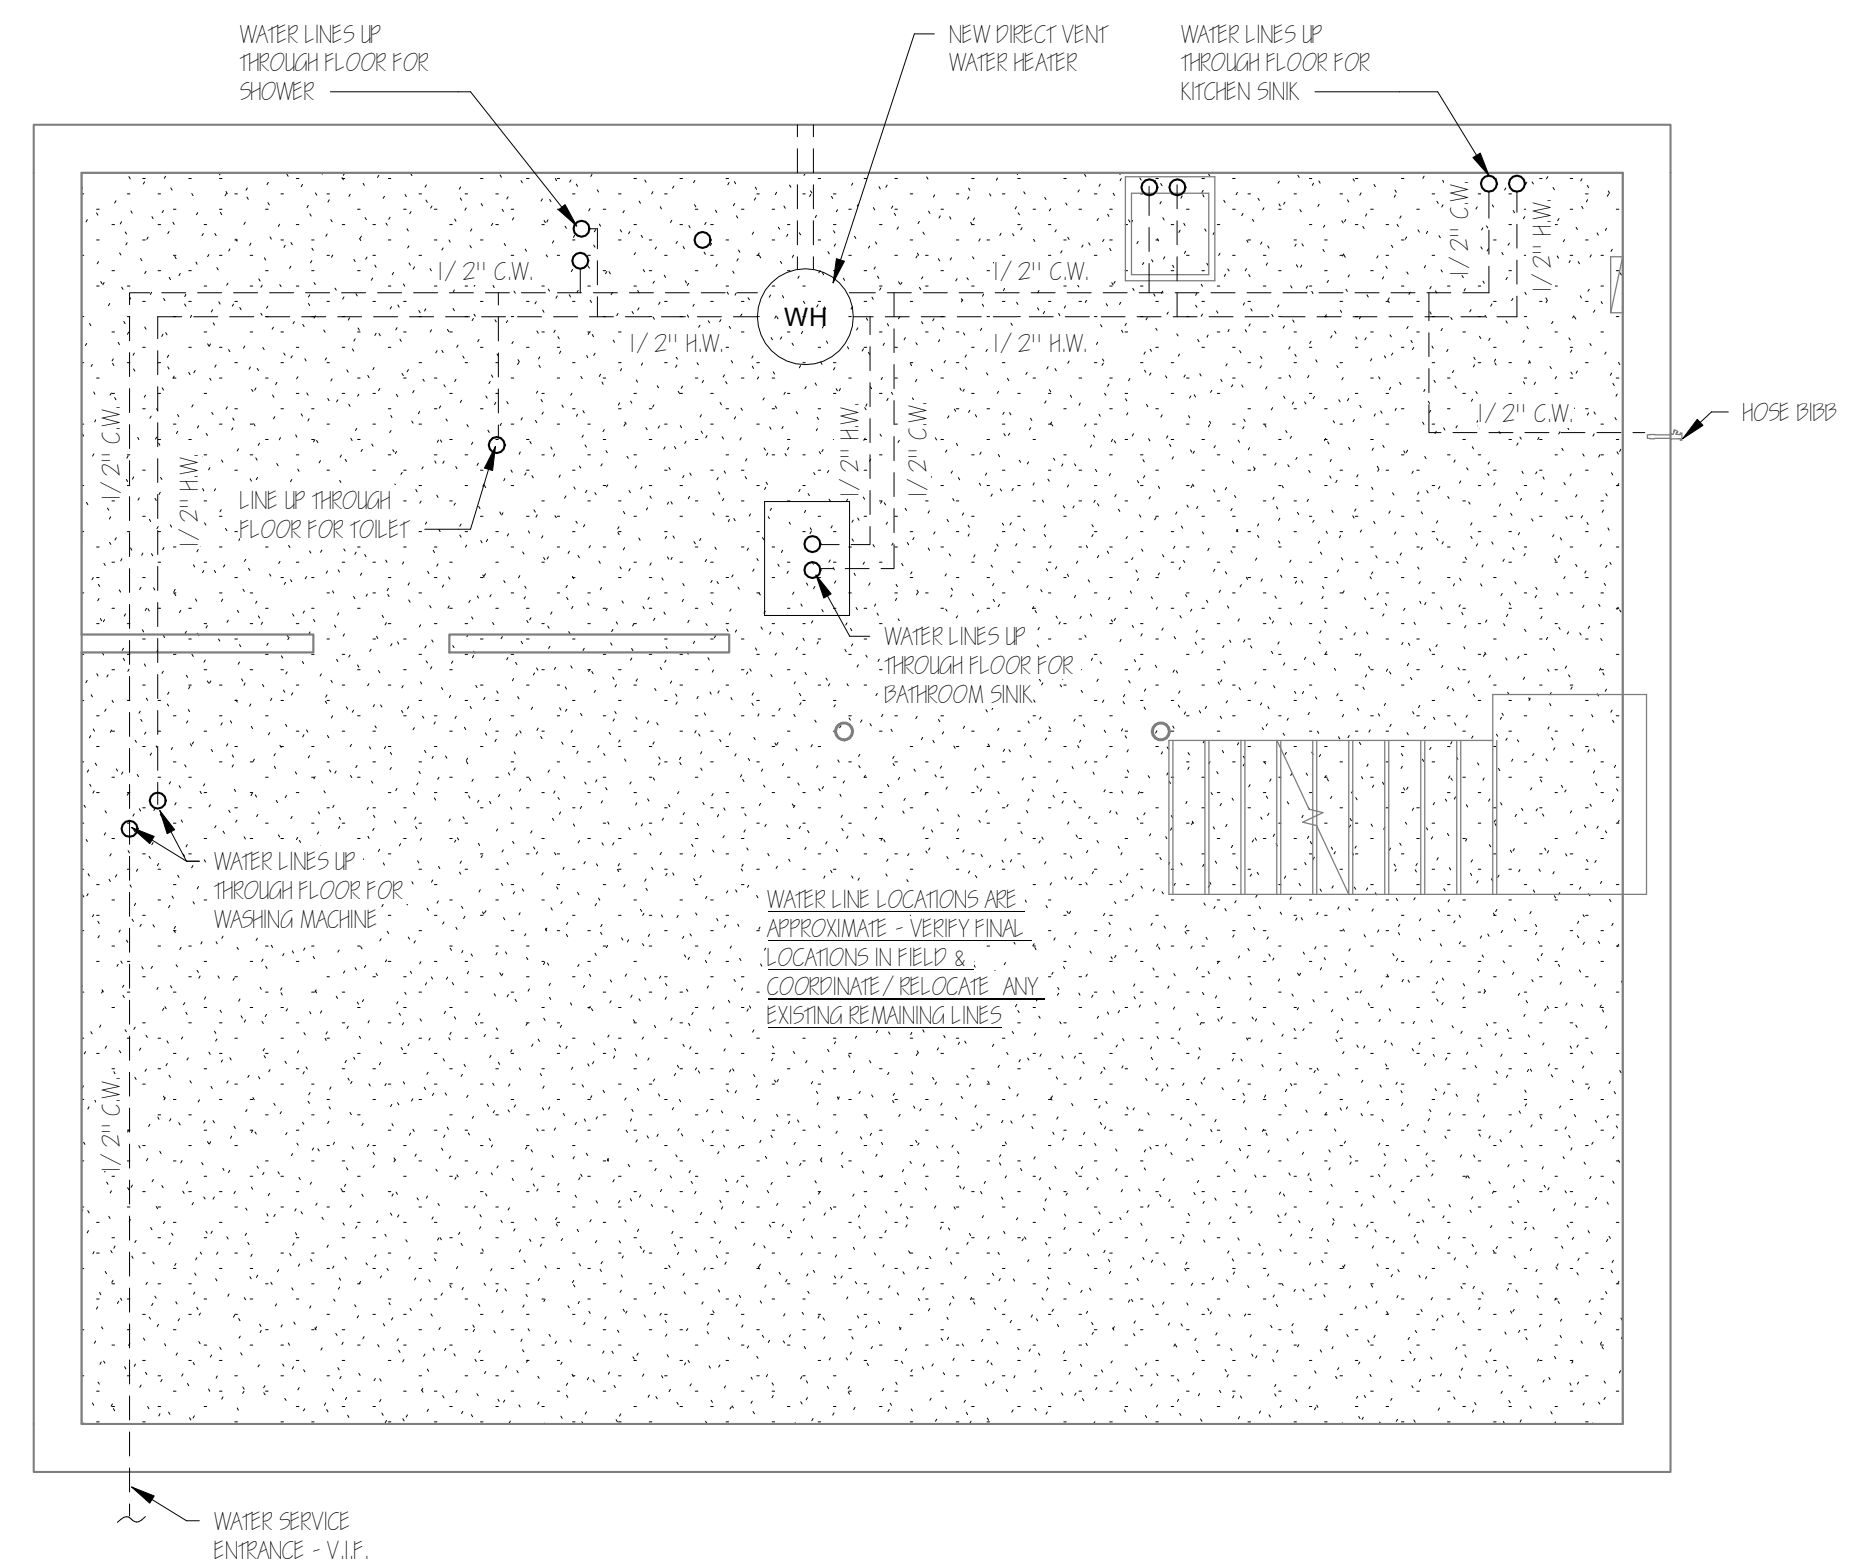 WATER LINES UP
THROUGH FLOOR FOR
SHOWER
NEW DIRECT VENT
WATER HEATER
WATER LINES UP
THROUGH FLOOR FOR
KITCHEN SINK
1/2" C.W.
1/2" H.W.
1/2" C.W.
1/2" C.W.
WH
1/2" H.W.
1/2" H.W.
1/2" C.W.
1/2" H.W.
1/2" H.W.
1/2" C.W.
1/2" C.W.
HOSE BIBB
LINE UP THROUGH
FLOOR FOR TOILET
WATER LINES UP
THROUGH FLOOR FOR
BATHROOM SINK
WATER LINES UP
THROUGH FLOOR FOR
WASHING MACHINE
WATER LINE LOCATIONS ARE
APPROXIMATE - VERIFY FINAL
LOCATIONS IN FIELD &
COORDINATE/RELOCATE ANY
EXISTING REMAINING LINES
1/2" C.W.
WATER SERVICE
ENTRANCE - V.I.F.